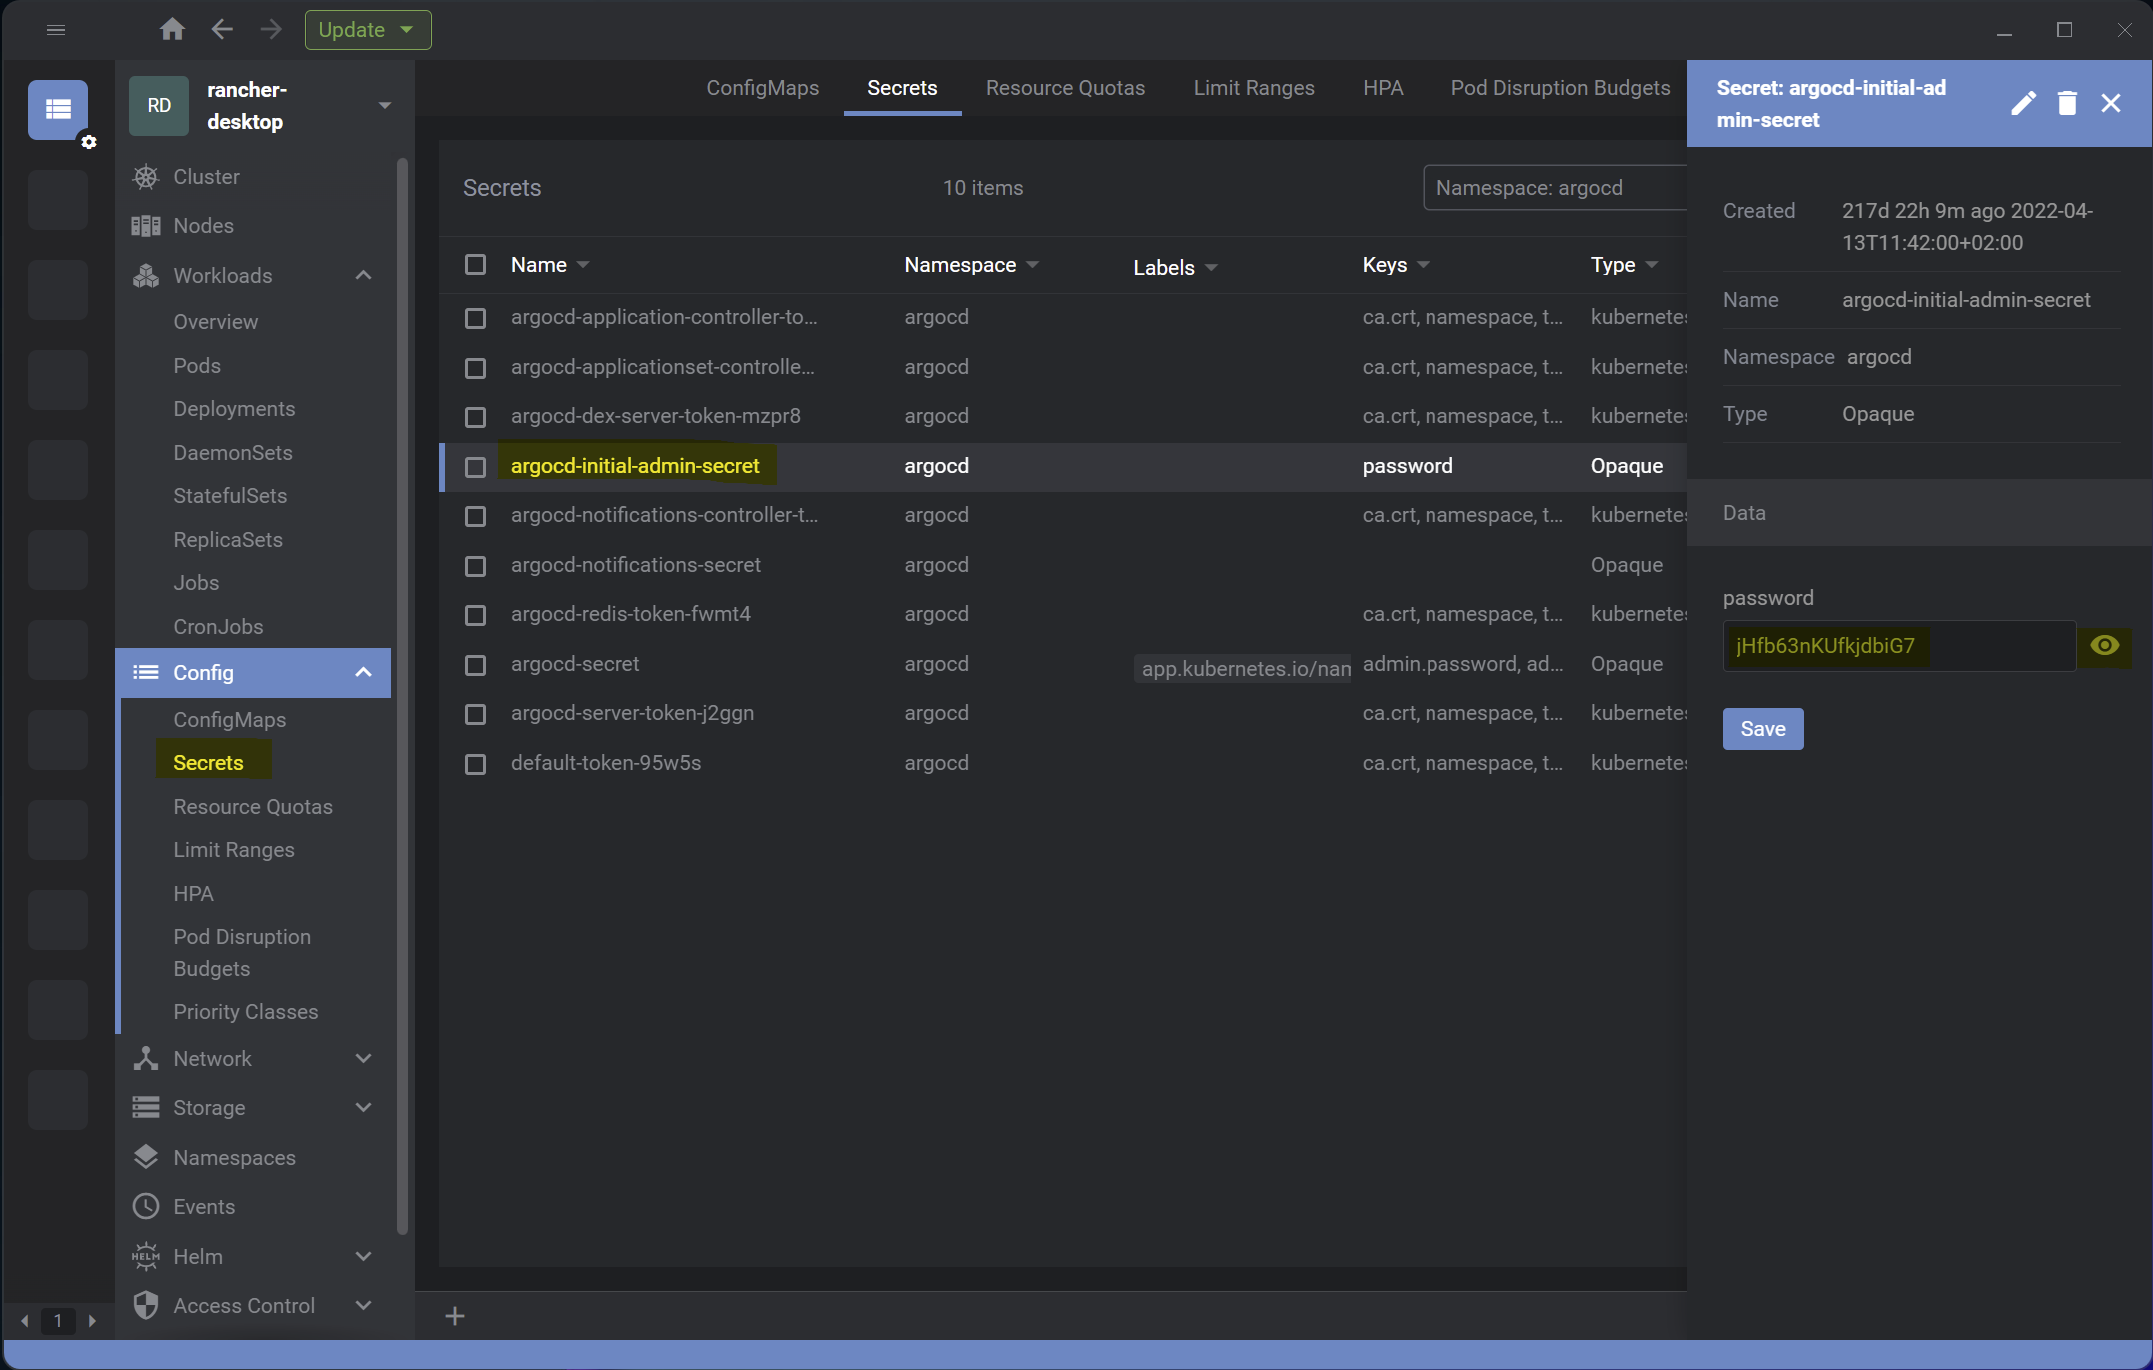 Update
RD
rancher-
desktop
Cluster
Nodes
Workloads
Overview
Pods
Deployments
DaemonSets
StatefulSets
ReplicaSets
Jobs
CronJobs
Config
ConfigMaps
Secrets
Resource Quotas
Limit Ranges
HPA
Pod Disruption
Budgets
Priority Classes
Network
Storage
Namespaces
Events
HELM
Helm
Access Control
1
ConfigMaps Secrets Resource Quotas Limit Ranges HPA Pod Disruption Budgets
Secrets 10 items Namespace: argocd
Name Namespace Labels Keys Type
argocd-application-controller-to... argocd ca.crt, namespace, t... kubernetes
argocd-applicationset-controlle... argocd ca.crt, namespace, t... kubernetes
argocd-dex-server-token-mzpr8 argocd ca.crt, namespace, t... kubernetes
argocd-initial-admin-secret argocd password Opaque
argocd-notifications-controller-t... argocd ca.crt, namespace, t... kubernetes
argocd-notifications-secret argocd Opaque
argocd-redis-token-fwmt4 argocd ca.crt, namespace, t... kubernetes
argocd-secret argocd app.kubernetes.io/nam admin.password, ad... Opaque
argocd-server-token-j2ggn argocd ca.crt, namespace, t... kubernetes
default-token-95w5s argocd ca.crt, namespace, t... kubernetes
Secret: argocd-initial-ad
min-secret
Created 217d 22h 9m ago 2022-04-
13T11:42:00+02:00
Name argocd-initial-admin-secret
Namespace argocd
Type Opaque
Data
password
jHfb63nKUfkjdbiG7
Save